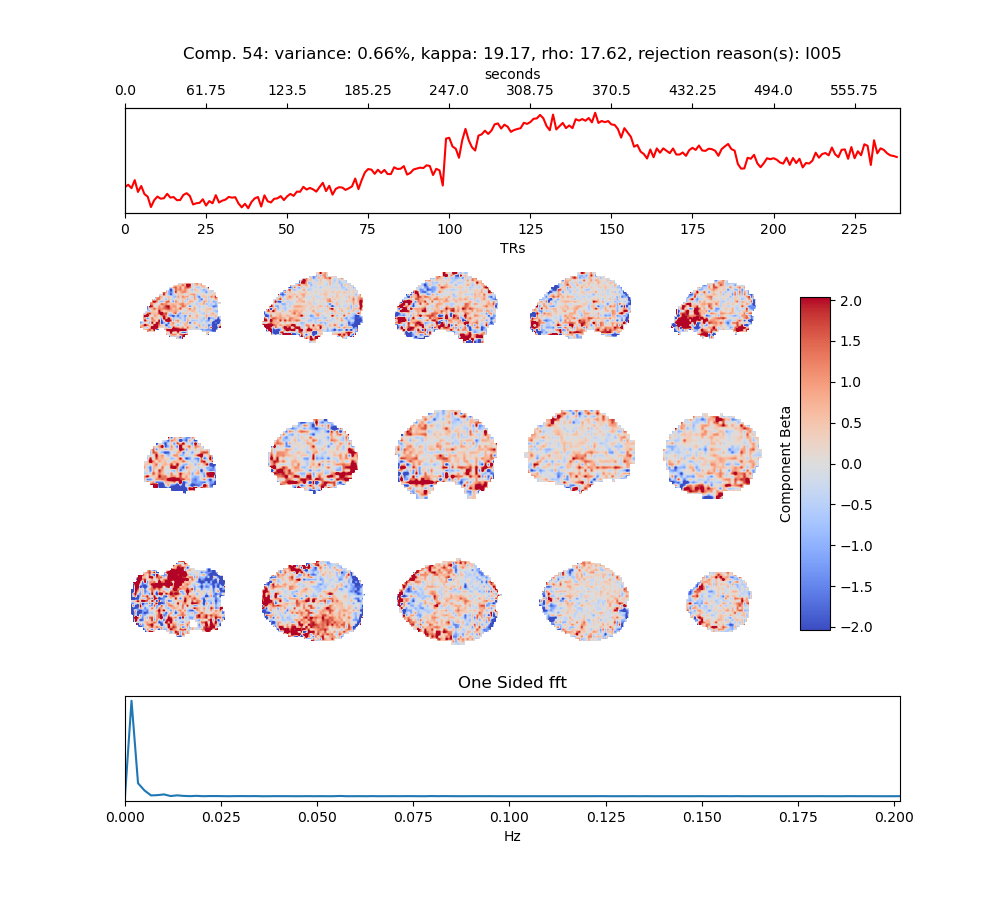 Comp. 54: variance: 0.66%, kappa: 19.17, rho: 17.62, rejection reason(s): I005
seconds
0.0 61.75 123.5 185.25 247.0 308.75 370.5 432.25 494.0 555.75
0 25 50 75 100 125 150 175 200 225
TRs
2.0
1.5
1.0
0.5
0.0
−0.5
−1.0
−1.5
−2.0
Component Beta
One Sided fft
0.000 0.025 0.050 0.075 0.100 0.125 0.150 0.175 0.200
Hz